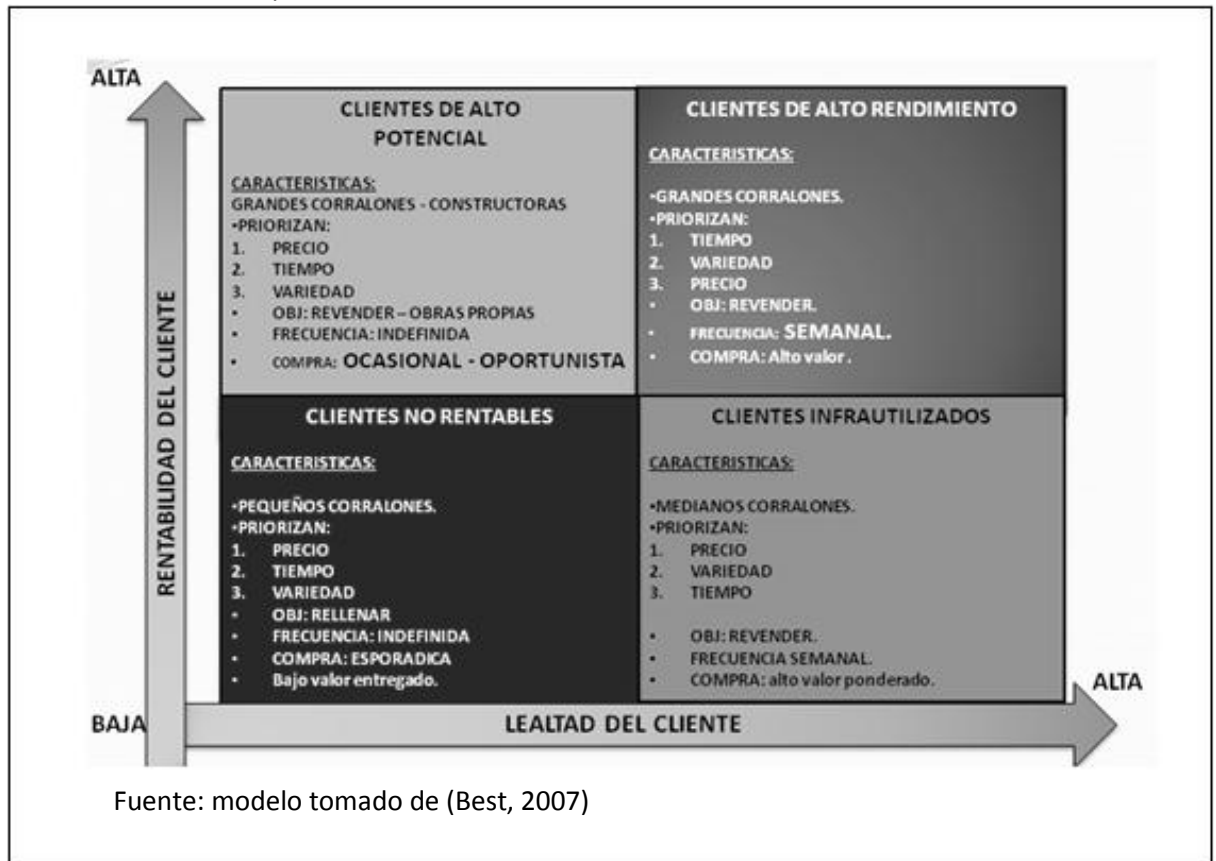 ALTA
CLIENTES DE ALTO
POTENCIAL
CARACTERISTICAS:
GRANDES CORRALONES - CONSTRUCTORAS
•PRIORIZAN:
1. PRECIO
2. TIEMPO
3. VARIEDAD
• OBJ: REVENDER – OBRAS PROPIAS
• FRECUENCIA: INDEFINIDA
• COMPRA: OCASIONAL - OPORTUNISTA
CLIENTES DE ALTO RENDIMIENTO
CARACTERISTICAS:
•GRANDES CORRALONES.
•PRIORIZAN:
1. TIEMPO
2. VARIEDAD
3. PRECIO
• OBJ: REVENDER.
• FRECUENCIA: SEMANAL.
• COMPRA: Alto valor .
RENTABILIDAD DEL CLIENTE
CLIENTES NO RENTABLES
CARACTERISTICAS:
•PEQUEÑOS CORRALONES.
•PRIORIZAN:
1. PRECIO
2. TIEMPO
3. VARIEDAD
• OBJ: RELLENAR
• FRECUENCIA: INDEFINIDA
• COMPRA: ESPORADICA
• Bajo valor entregado.
CLIENTES INFRAUTILIZADOS
CARACTERISTICAS:
•MEDIANOS CORRALONES.
•PRIORIZAN:
1. PRECIO
2. VARIEDAD
3. TIEMPO
• OBJ: REVENDER.
• FRECUENCIA SEMANAL.
• COMPRA: alto valor ponderado.
ALTA
BAJA
LEALTAD DEL CLIENTE
Fuente: modelo tomado de (Best, 2007)